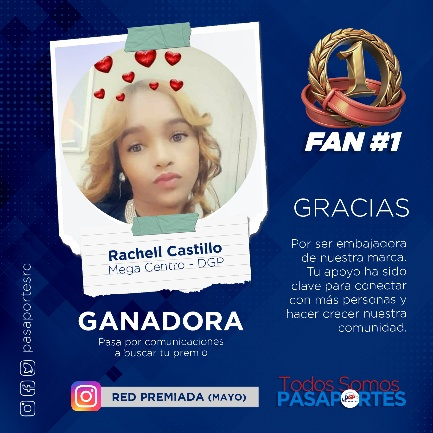 1
FAN #1
GRACIAS
Por ser embajadora
de nuestra marca.
Tu apoyo ha sido
clave para conectar
con más personas y
hacer crecer nuestra
comunidad.
Rachell Castillo
Mega Centro - DGP
GANADORA
Pasa por comunicaciones
a buscar tu premio
pasaportesrd
RED PREMIADA (MAYO)
Todos Somos
PASAPORTES